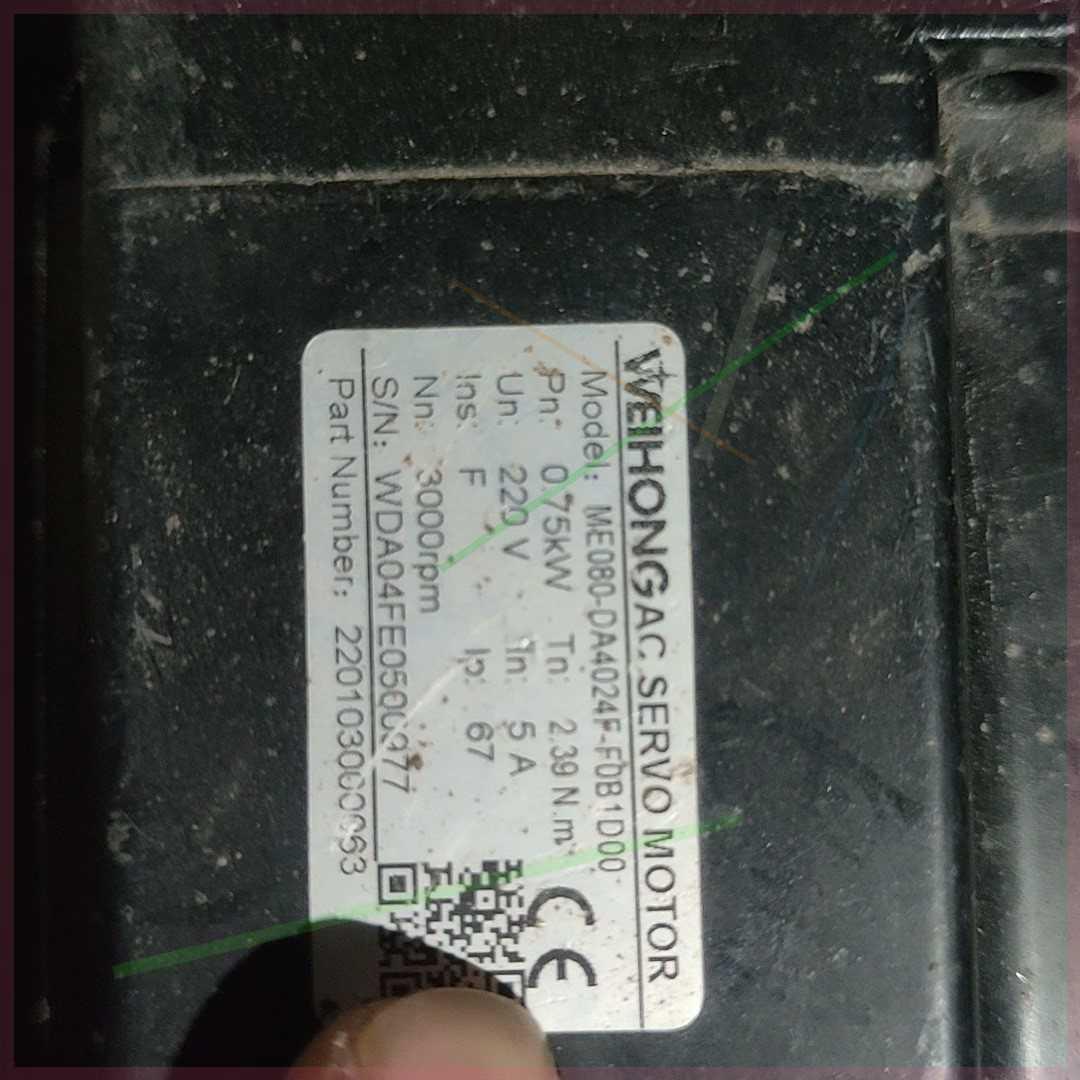 WEIHONG AC SERVO MOTOR
Model: ME080-DA4024F-F0B1D00
Pn: 0.75kW Tn: 2.39 N.m
Un: 220 V In: 5 A
Ins: F Ip: 67
Nn: 3000rpm
S/N: WDA04FE0500977
Part Number: 2201030000063
CE